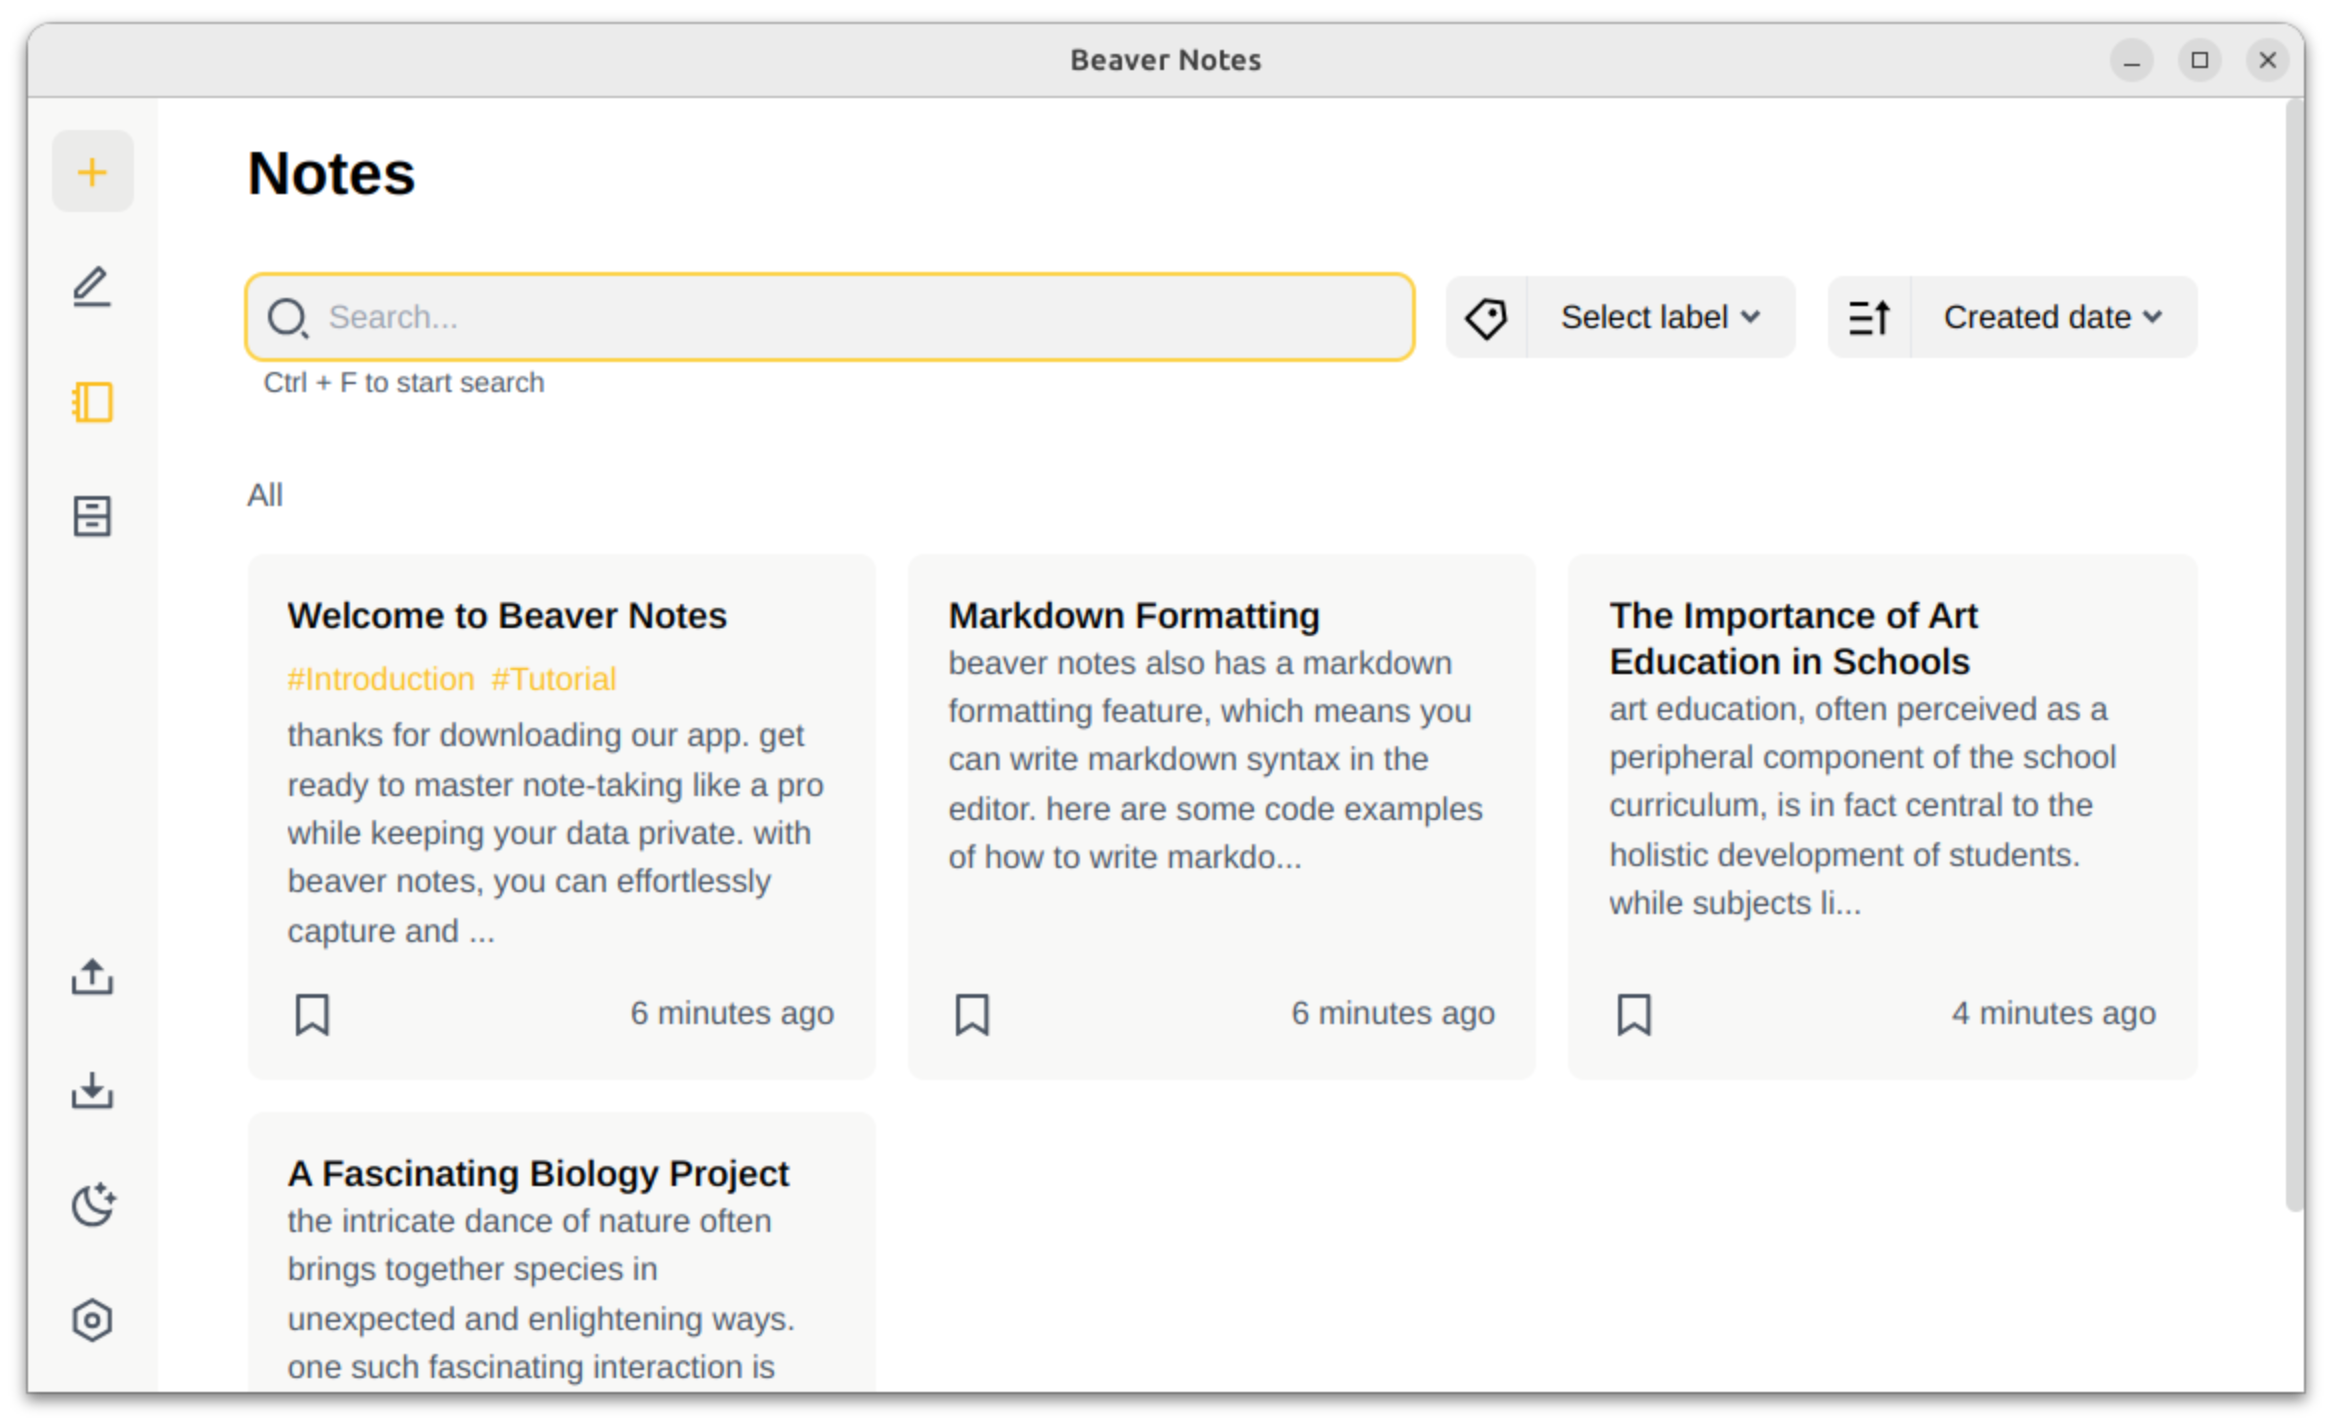 Beaver Notes
Notes
Search...
Select label
Created date
Ctrl + F to start search
All
Welcome to Beaver Notes
#Introduction #Tutorial
thanks for downloading our app. get
ready to master note-taking like a pro
while keeping your data private. with
beaver notes, you can effortlessly
capture and ...
6 minutes ago
Markdown Formatting
beaver notes also has a markdown
formatting feature, which means you
can write markdown syntax in the
editor. here are some code examples
of how to write markdo...
6 minutes ago
The Importance of Art
Education in Schools
art education, often perceived as a
peripheral component of the school
curriculum, is in fact central to the
holistic development of students.
while subjects li...
4 minutes ago
A Fascinating Biology Project
the intricate dance of nature often
brings together species in
unexpected and enlightening ways.
one such fascinating interaction is